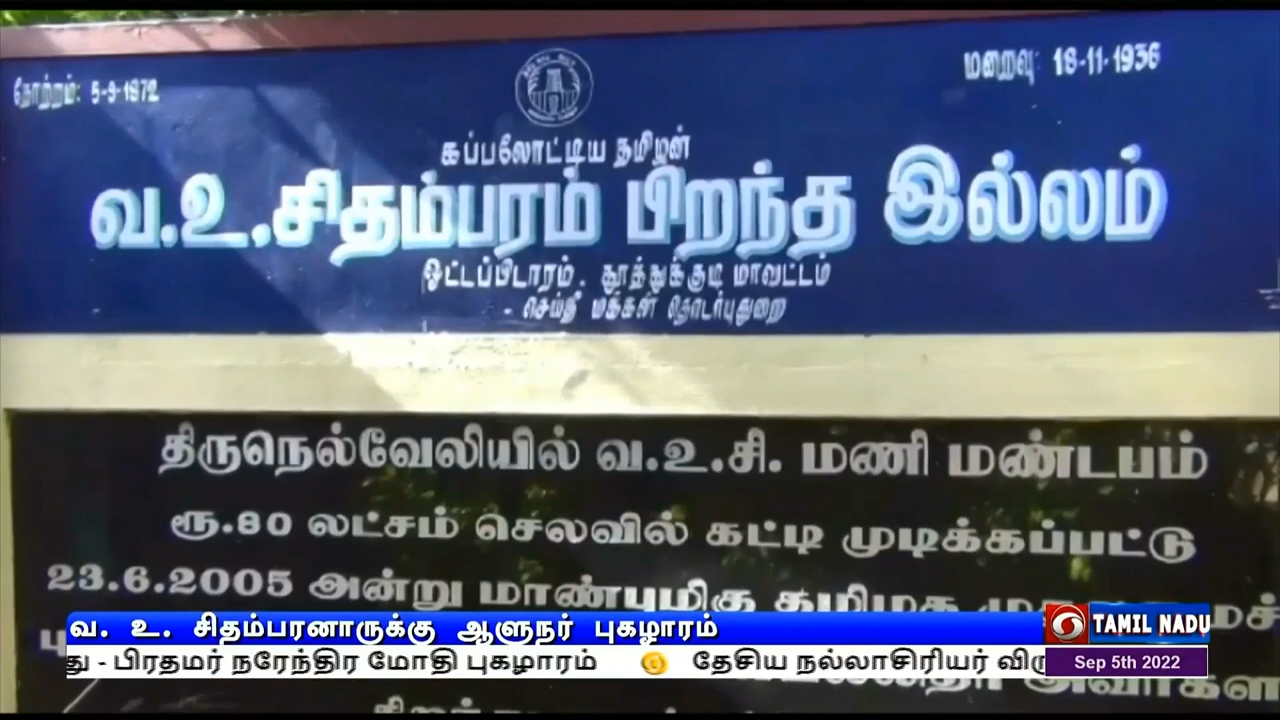 தோற்றம்: 5-9-1872
மறைவு: 18-11-1936
கப்பலோட்டிய தமிழன்
வ.உ.சிதம்பரம் பிறந்த இல்லம்
ஓட்டப்பிடாரம். தூத்துக்குடி மாவட்டம்
செய்தி மக்கள் தொடர்புதுறை
திருநெல்வேலியில் வ.உ.சி. மணி மண்டபம்
ரூ.80 லட்சம் செலவில் கட்டி முடிக்கப்பட்டு
23.6.2005 அன்று மாண்புமிகு தமிழக
வ. உ. சிதம்பரனாருக்கு ஆளுநர் புகழாரம்
து - பிரதமர் நரேந்திர மோதி புகழாரம் தேசிய நல்லாசிரியர்
TAMIL NADU
Sep 5th 2022